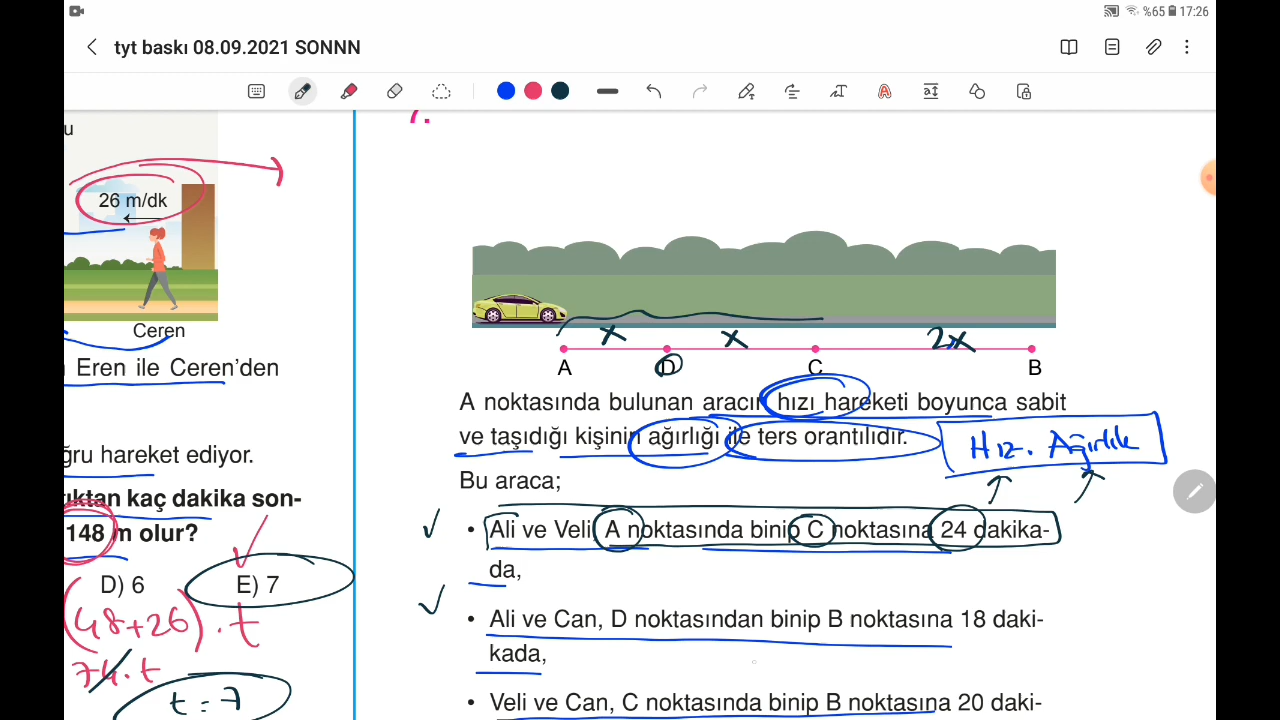 %65 17:26
tyt baskı 08.09.2021 SONNN
u
26 m/dk
Ceren
Eren ile Ceren’den
ğru hareket ediyor.
tıktan kaç dakika son-
148 m olur?
D) 6 E) 7
(48+26).t
74.t
t = 7
7.
x x 2x
A D C B
A noktasında bulunan aracın hızı hareketi boyunca sabit
ve taşıdığı kişinin ağırlığı ile ters orantılıdır.
Hız. Ağırlık
Bu araca;
• Ali ve Veli, A noktasında binip C noktasına 24 dakika-
da,
• Ali ve Can, D noktasından binip B noktasına 18 daki-
kada,
• Veli ve Can, C noktasında binip B noktasına 20 daki-